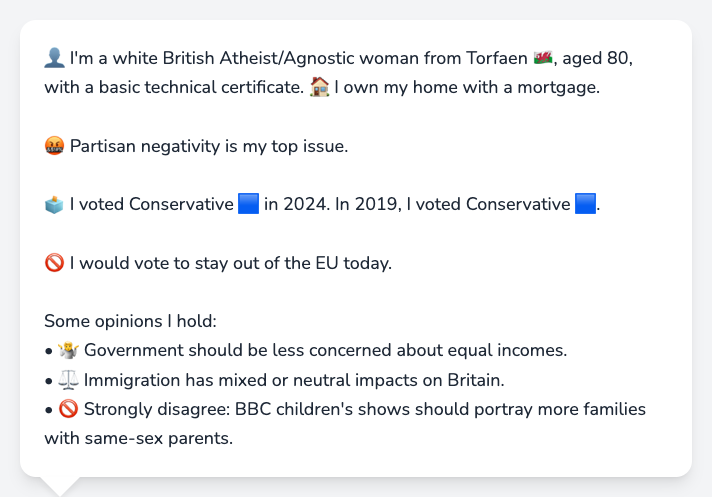 👤 I'm a white British Atheist/Agnostic woman from Torfaen 🏴󠁧󠁢󠁷󠁬󠁳󠁿, aged 80,
with a basic technical certificate. 🏠 I own my home with a mortgage.
🤬 Partisan negativity is my top issue.
🗳️ I voted Conservative 🟦 in 2024. In 2019, I voted Conservative 🟦.
🚫 I would vote to stay out of the EU today.
Some opinions I hold:
• 🤷 Government should be less concerned about equal incomes.
• ⚖️ Immigration has mixed or neutral impacts on Britain.
• 🚫 Strongly disagree: BBC children's shows should portray more families
with same-sex parents.